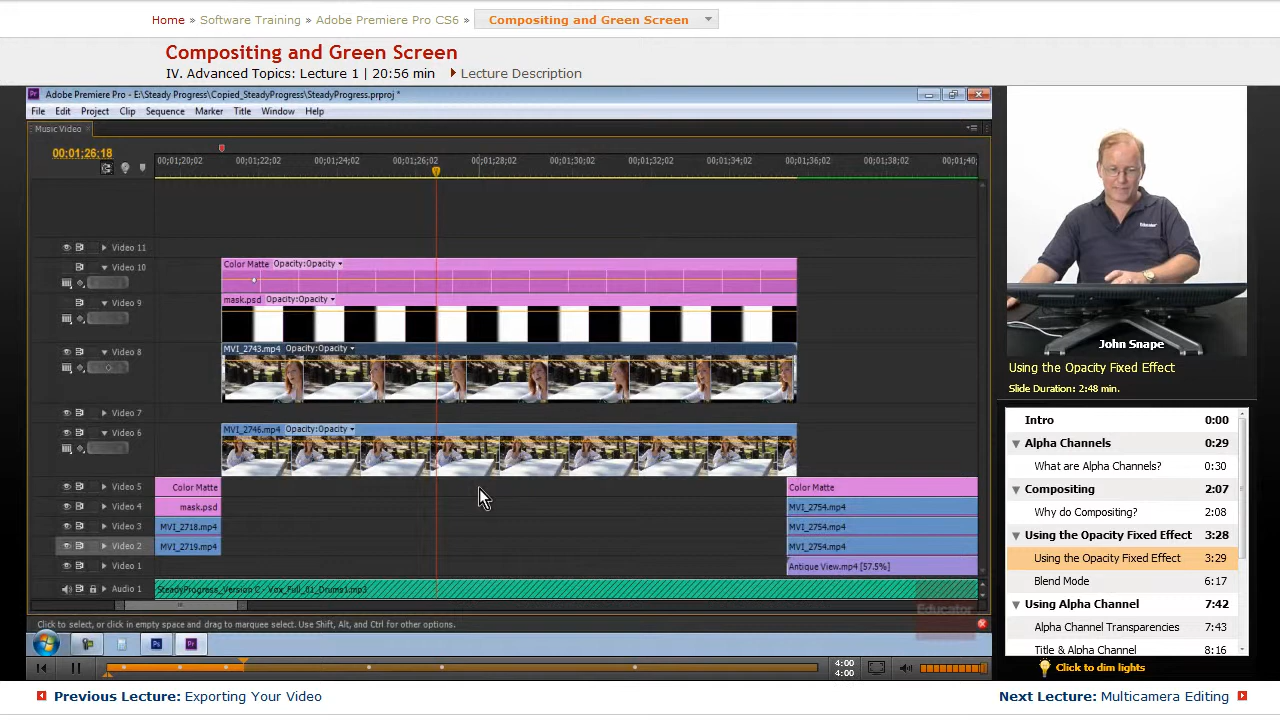 Home » Software Training » Adobe Premiere Pro CS6 » Compositing and Green Screen
Compositing and Green Screen
IV. Advanced Topics: Lecture 1 | 20:56 min Lecture Description
Pr Adobe Premiere Pro - E:\Steady Progress\Copied_SteadyProgress\SteadyProgress.prproj *
File Edit Project Clip Sequence Marker Title Window Help
Music Video
00;01;26;18
00;01;20;02 00;01;22;02 00;01;24;02 00;01;26;02 00;01;28;02 00;01;30;02 00;01;32;02 00;01;34;02 00;01;36;02 00;01;38;02 00;01;40;
Video 11
Video 10 Color Matte Opacity:Opacity
Video 9 mask.psd Opacity:Opacity
Video 8 MVI_2743.mp4 Opacity:Opacity
Video 7
Video 6 MVI_2746.mp4 Opacity:Opacity
Video 5 Color Matte Color Matte
Video 4 mask.psd MVI_2754.mp4
Video 3 MVI_2718.mp4 MVI_2754.mp4
Video 2 MVI_2719.mp4 MVI_2754.mp4
Video 1 Antique View.mp4 [57.5%]
Audio 1 SteadyProgress_Version C - Vox_Full_01_Drums1.mp3
Educator
Click to select, or click in empty space and drag to marquee select. Use Shift, Alt, and Ctrl for other options.
Ps Pr
4:00
4:00
Educator
John Snape
Using the Opacity Fixed Effect
Slide Duration: 2:48 min.
Intro 0:00
Alpha Channels 0:29
What are Alpha Channels? 0:30
Compositing 2:07
Why do Compositing? 2:08
Using the Opacity Fixed Effect 3:28
Using the Opacity Fixed Effect 3:29
Blend Mode 6:17
Using Alpha Channel 7:42
Alpha Channel Transparencies 7:43
Title & Alpha Channel 8:16
Click to dim lights
Previous Lecture: Exporting Your Video
Next Lecture: Multicamera Editing